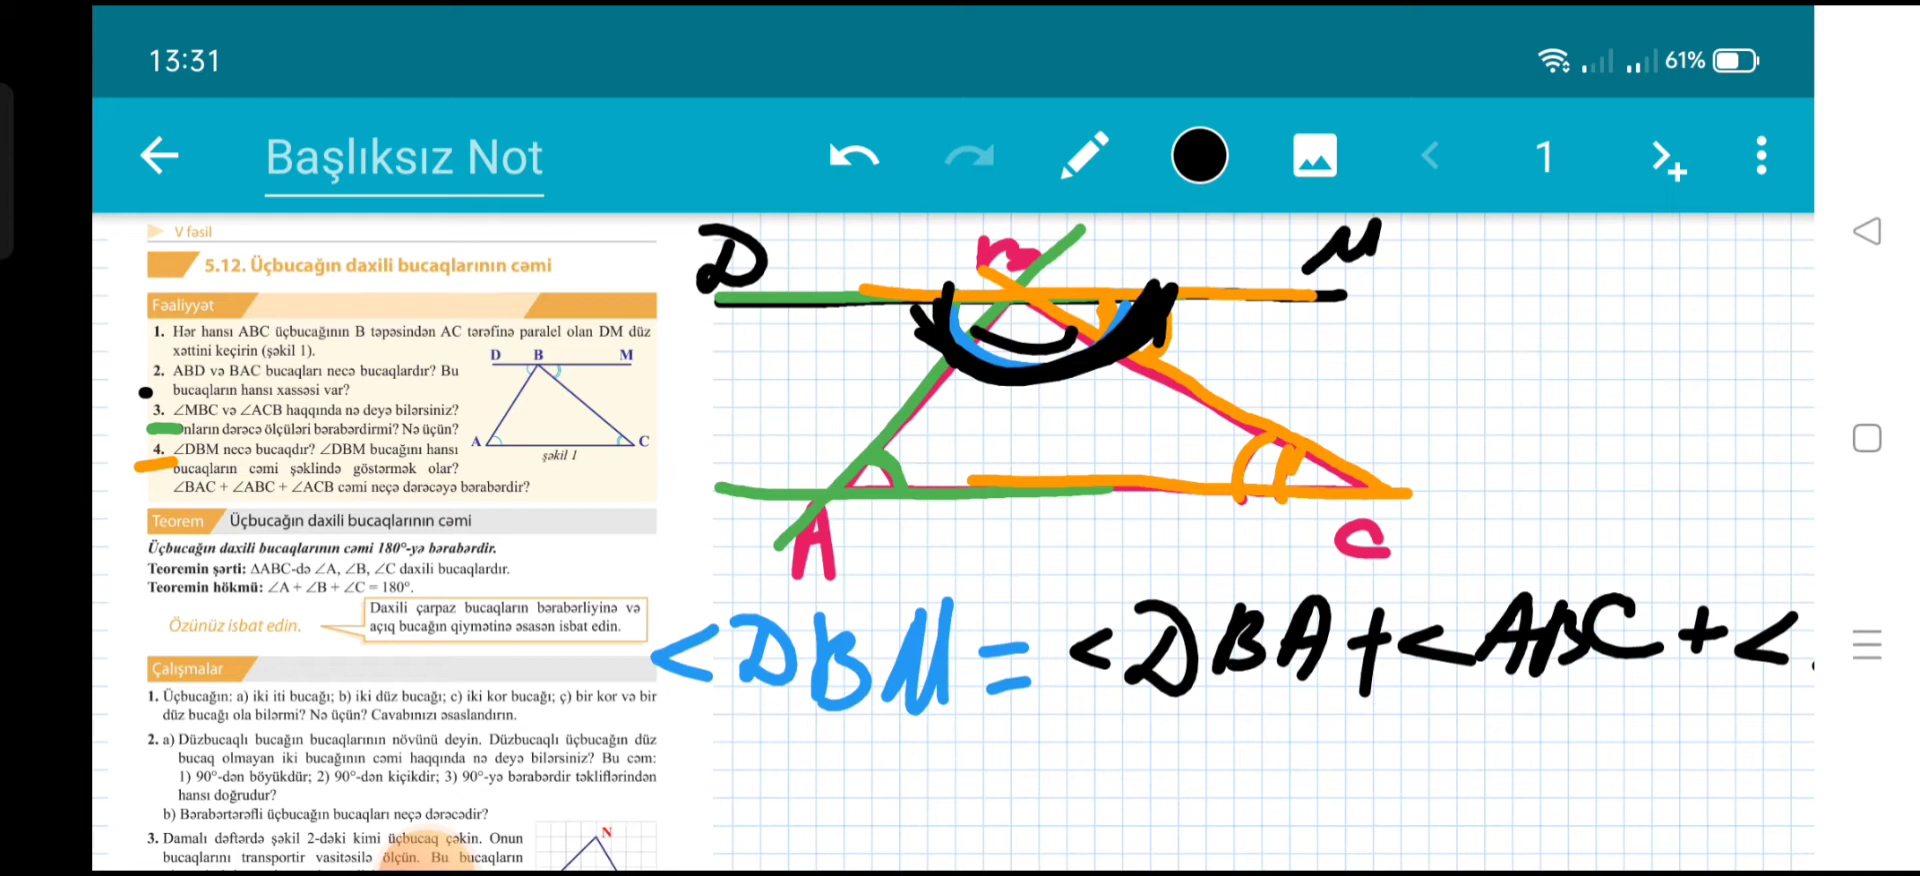 13:31
61%
Başlıksız Not
1
V fəsil
5.12. Üçbucağın daxili bucaqlarının cəmi
Fəaliyyət
1. Hər hansı ABC üçbucağının B təpəsindən AC tərəfinə paralel olan DM düz
xəttini keçirin (şəkil 1).
2. ABD və BAC bucaqları necə bucaqlardır? Bu
bucaqların hansı xassəsi var?
3. ∠MBC və ∠ACB haqqında nə deyə bilərsiniz?
Onların dərəcə ölçüləri bərabərdirmi? Nə üçün?
4. ∠DBM necə bucaqdır? ∠DBM bucağını hansı
bucaqların cəmi şəklində göstərmək olar?
∠BAC + ∠ABC + ∠ACB cəmi neçə dərəcəyə bərabərdir?
D B M
A C
şəkil 1
Teorem Üçbucağın daxili bucaqlarının cəmi
Üçbucağın daxili bucaqlarının cəmi 180°-yə bərabərdir.
Teoremin şərti: ΔABC-də ∠A, ∠B, ∠C daxili bucaqlardır.
Teoremin hökmü: ∠A + ∠B + ∠C = 180°.
Özünüz isbat edin.
Daxili çarpaz bucaqların bərabərliyinə və
açıq bucağın qiymətinə əsasən isbat edin.
Çalışmalar
1. Üçbucağın: a) iki iti bucağı; b) iki düz bucağı; c) iki kor bucağı; ç) bir kor və bir
düz bucağı ola bilərmi? Nə üçün? Cavabınızı əsaslandırın.
2. a) Düzbucaqlı bucağın bucaqlarının növünü deyin. Düzbucaqlı üçbucağın düz
bucaq olmayan iki bucağının cəmi haqqında nə deyə bilərsiniz? Bu cəm:
1) 90°-dən böyükdür; 2) 90°-dən kiçikdir; 3) 90°-yə bərabərdir təkliflərindən
hansı doğrudur?
b) Bərabərtərəfli üçbucağın bucaqları neçə dərəcədir?
3. Damalı dəftərdə şəkil 2-dəki kimi üçbucaq çəkin. Onun
bucaqlarını transportir vasitəsilə ölçün. Bu bucaqların
N
D M
A C
<DBM = <DBA + <ABC + <